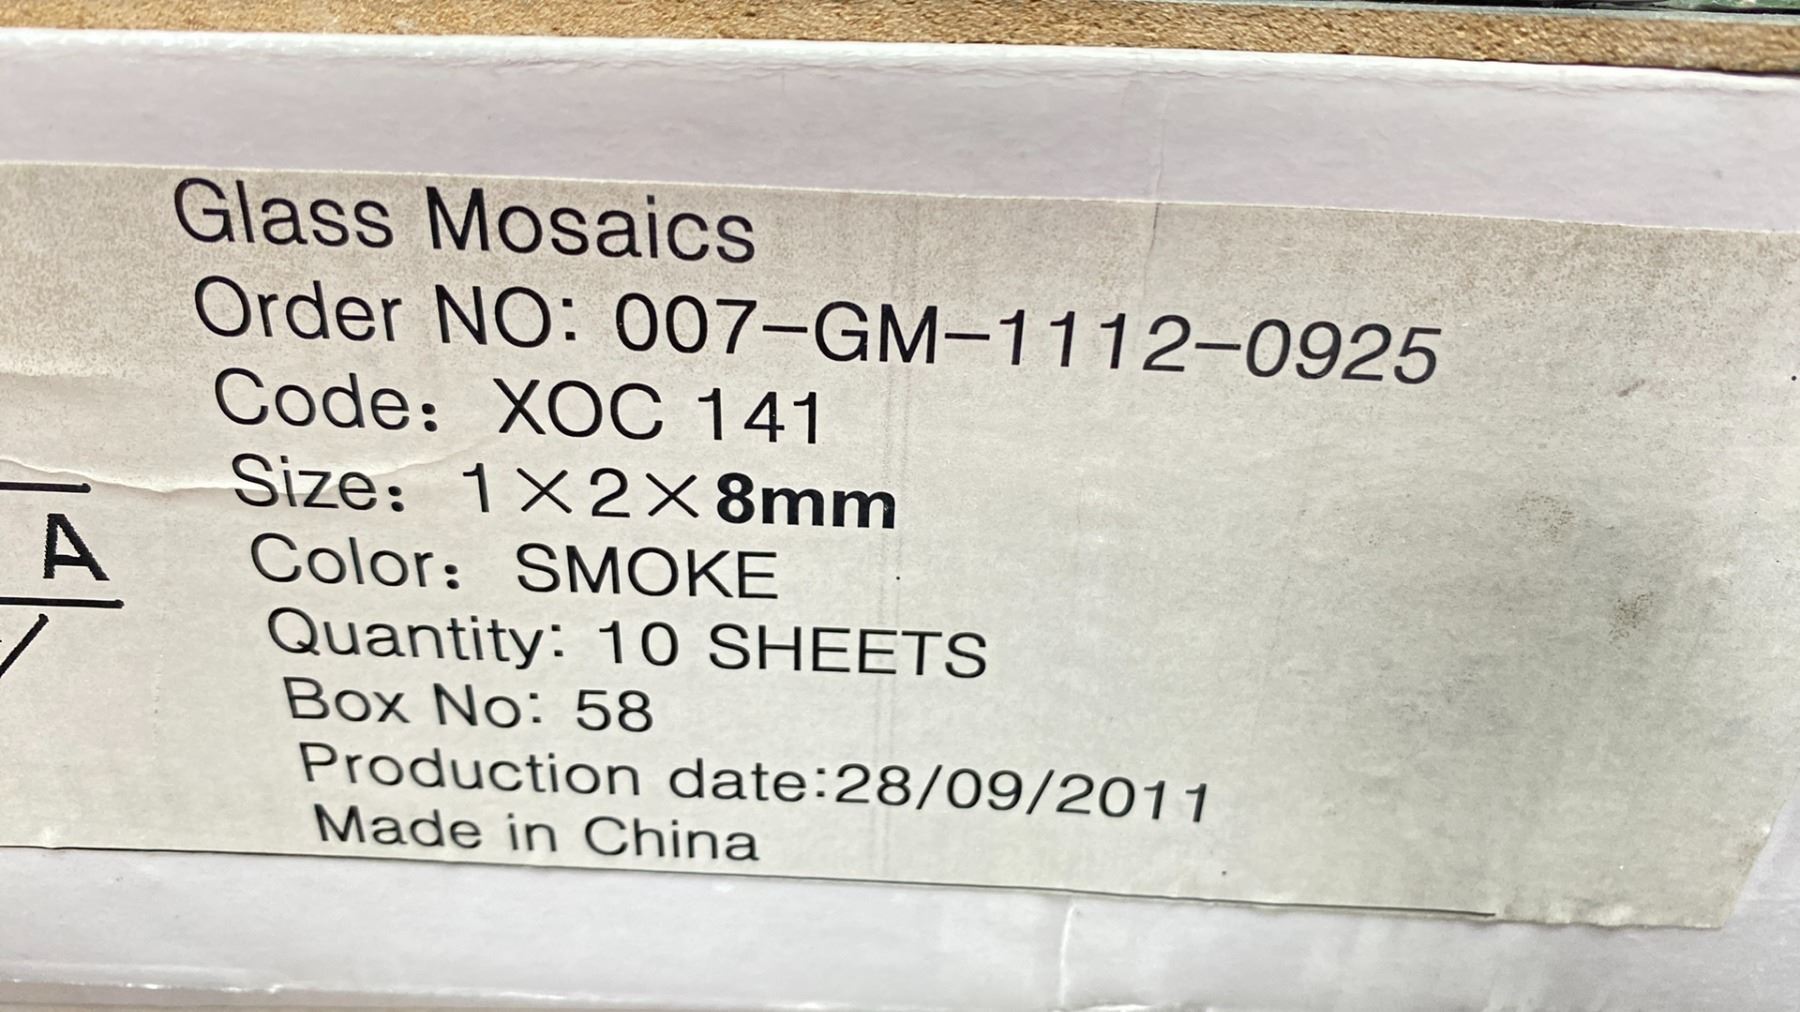 Glass Mosaics
Order NO: 007-GM-1112-0925
Code: XOC 141
Size: 1×2×8mm
Color: SMOKE
Quantity: 10 SHEETS
Box No: 58
Production date:28/09/2011
Made in China
A